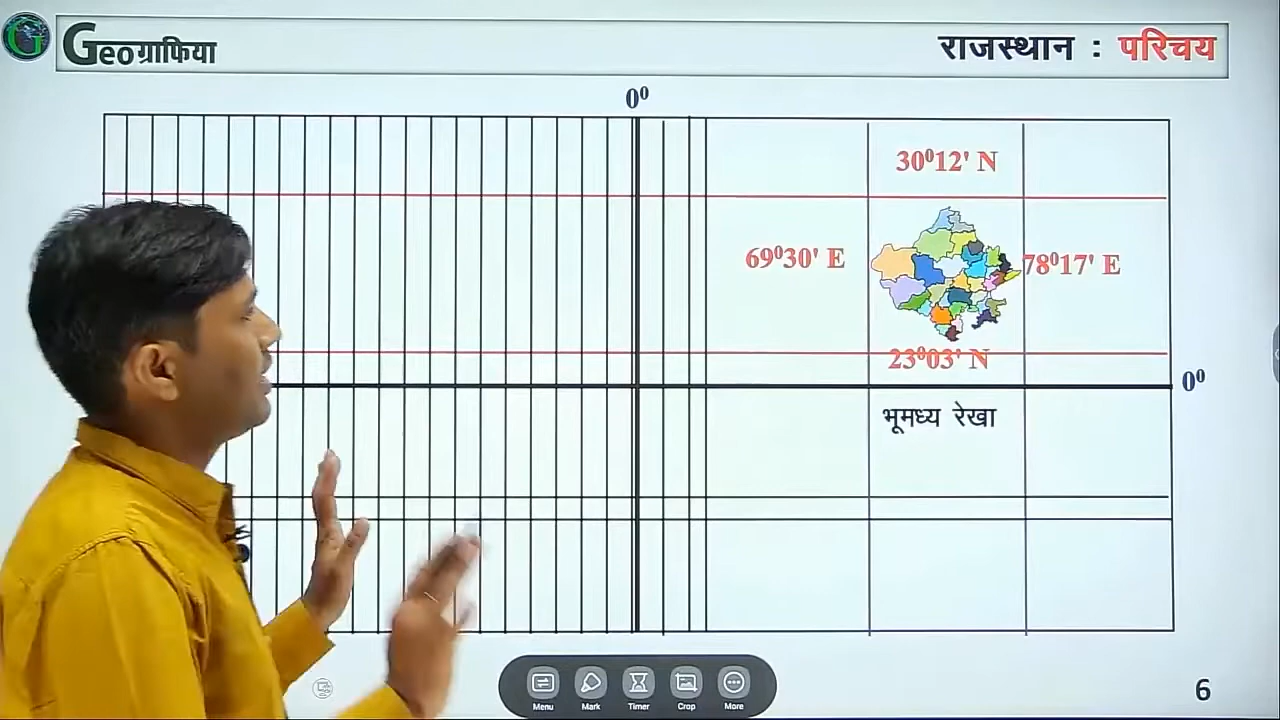 Geoग्राफिया
राजस्थान : परिचय
0⁰
30⁰12' N
69⁰30' E
78⁰17' E
23⁰03' N
0⁰
भूमध्य रेखा
Menu
Mark
Timer
Crop
More
6